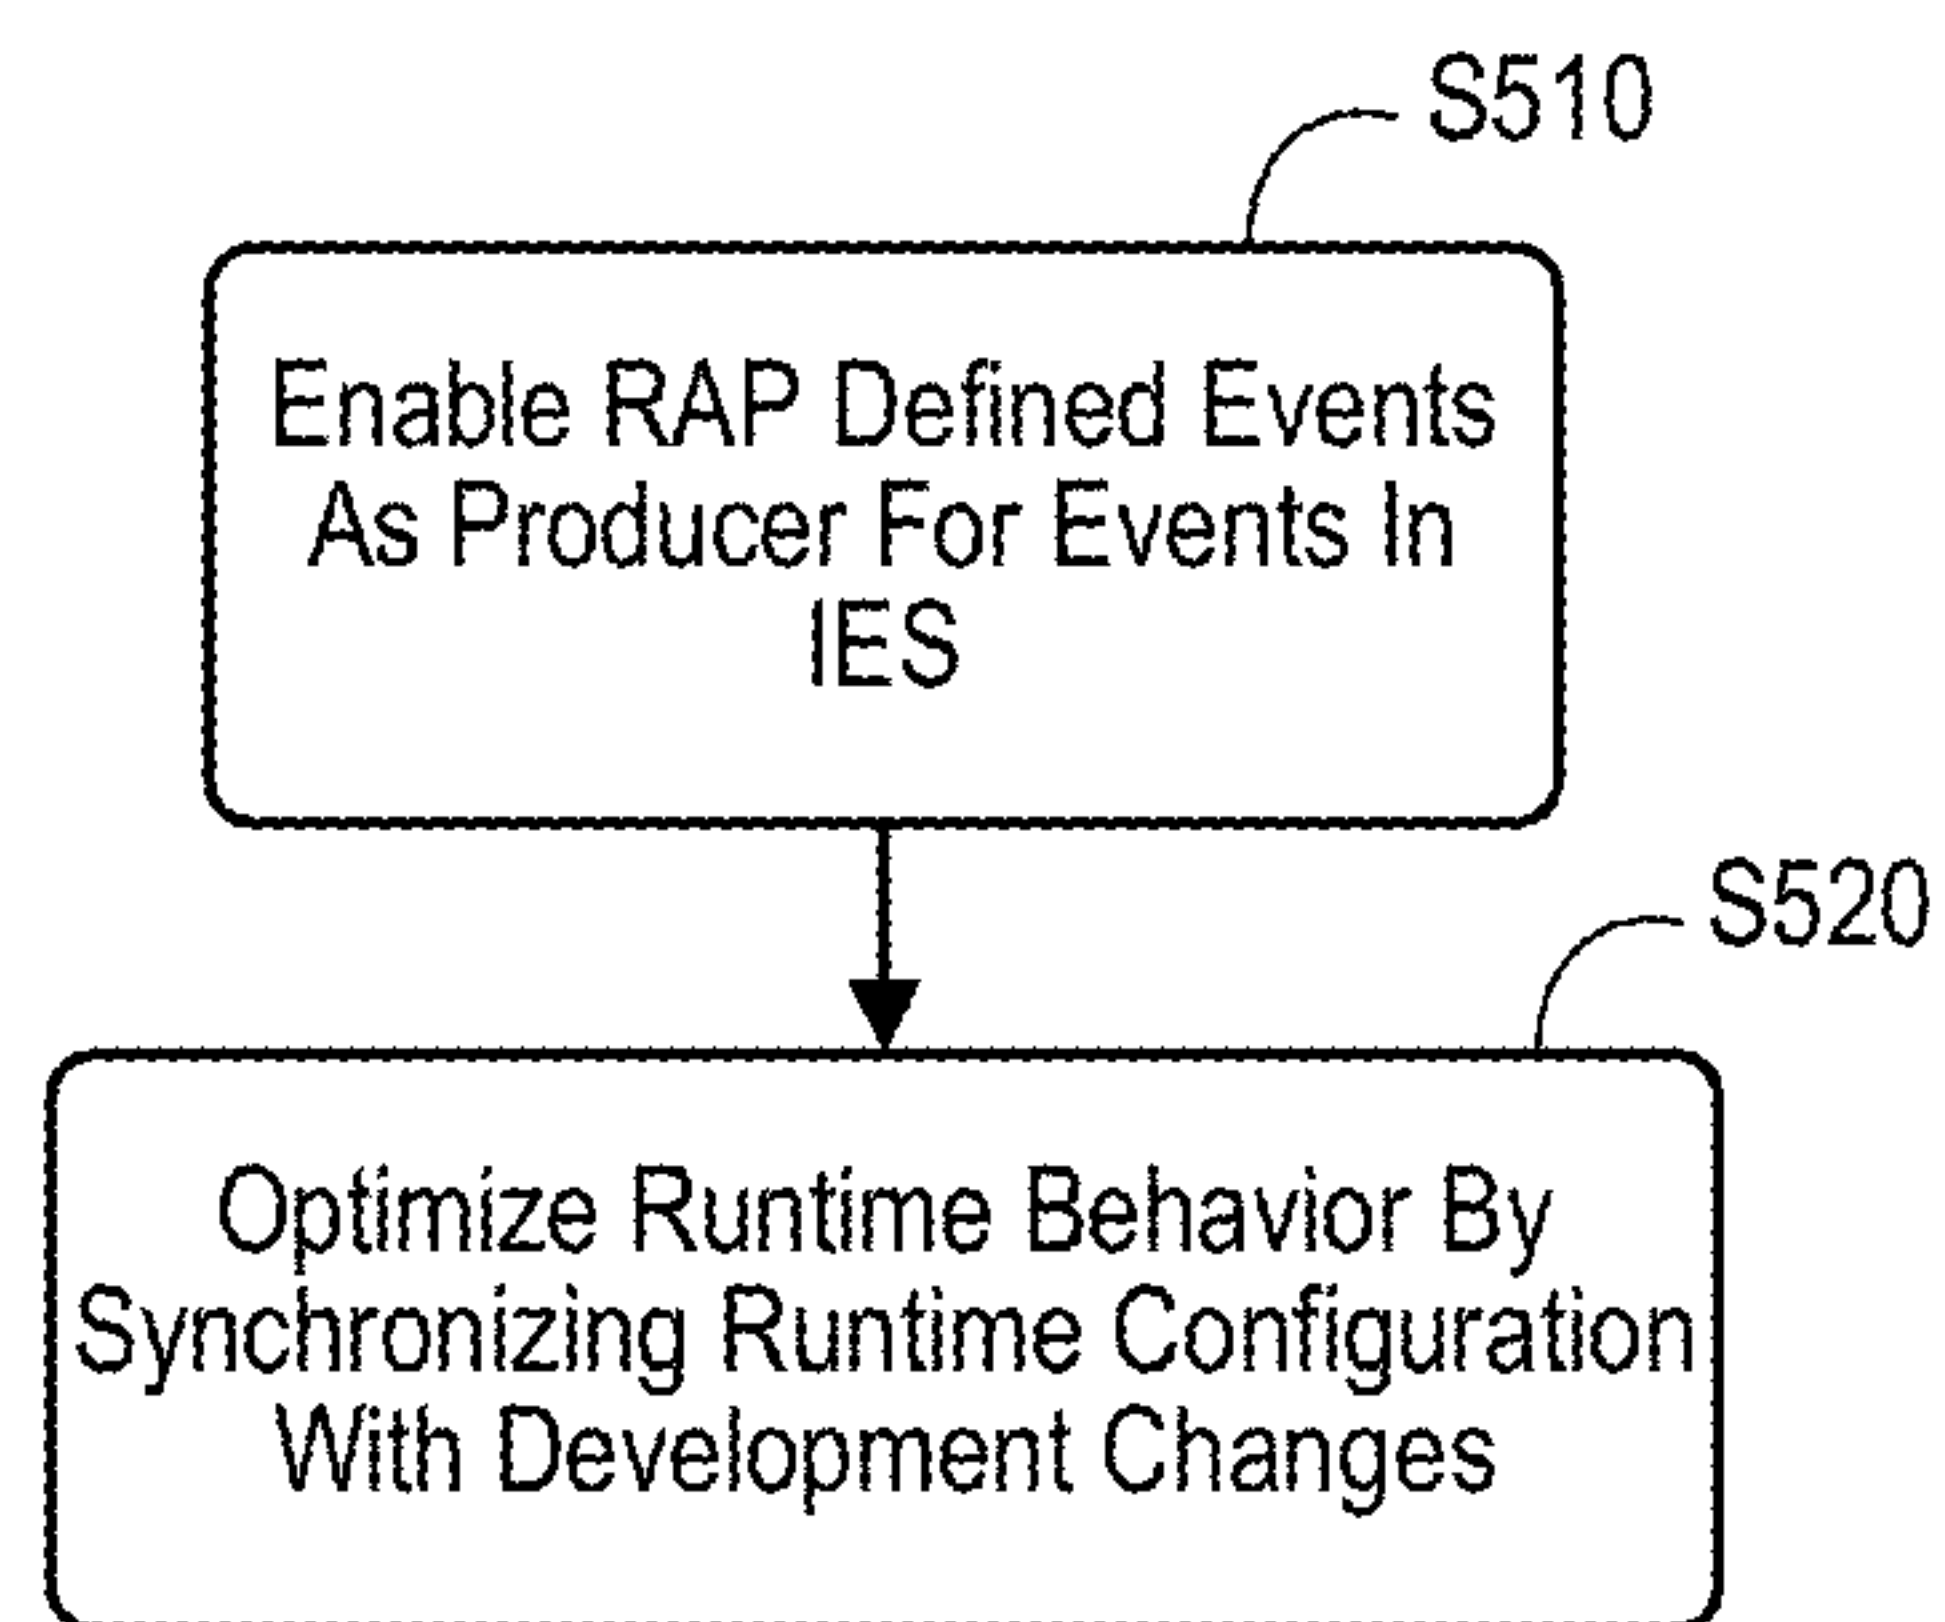 S510
Enable RAP Defined Events
As Producer For Events In
IES
S520
Optimize Runtime Behavior By
Synchronizing Runtime Configuration
With Development Changes